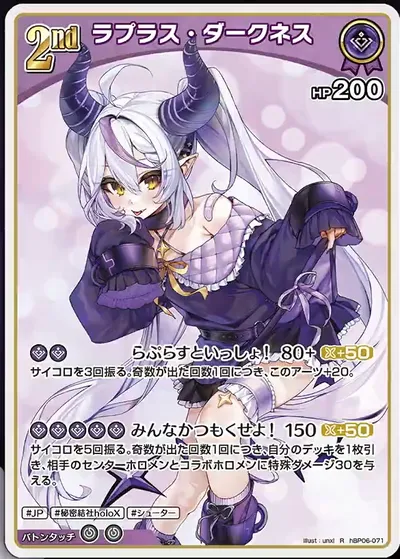 2nd ラプラス・ダークネス
HP200
らぷらすといっしょ! 80+ +50
サイコロを3回振る。奇数が出た回数1回につき、このアーツ+20。
みんなかつもくせよ! 150 +50
サイコロを5回振る。奇数が出た回数1回につき、自分のデッキを1枚引
き、相手のセンターホロメンとコラボホロメンに特殊ダメージ30を与
える。
#JP #秘密結社holoX #シューター
バトンタッチ
illust : unxi R hBP06-071